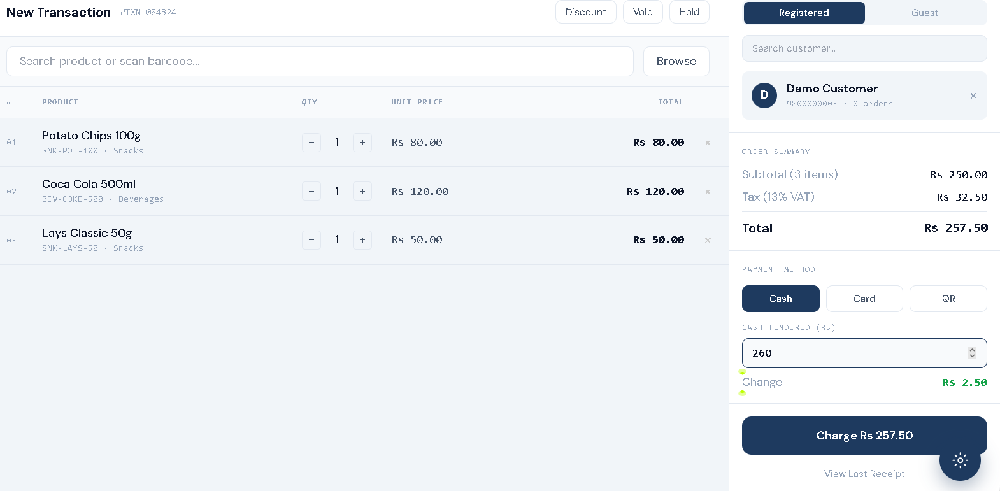 New Transaction #TXN-084324
Discount Void Hold
Search product or scan barcode...
Browse
# PRODUCT QTY UNIT PRICE TOTAL
01 Potato Chips 100g − 1 + Rs 80.00 Rs 80.00 ×
SNK-POT-100 · Snacks
02 Coca Cola 500ml − 1 + Rs 120.00 Rs 120.00 ×
BEV-COKE-500 · Beverages
03 Lays Classic 50g − 1 + Rs 50.00 Rs 50.00 ×
SNK-LAYS-50 · Snacks
Registered Guest
Search customer...
D Demo Customer ×
9800000003 · 0 orders
ORDER SUMMARY
Subtotal (3 items) Rs 250.00
Tax (13% VAT) Rs 32.50
Total Rs 257.50
PAYMENT METHOD
Cash Card QR
CASH TENDERED (RS)
260
Change Rs 2.50
Charge Rs 257.50
View Last Receipt